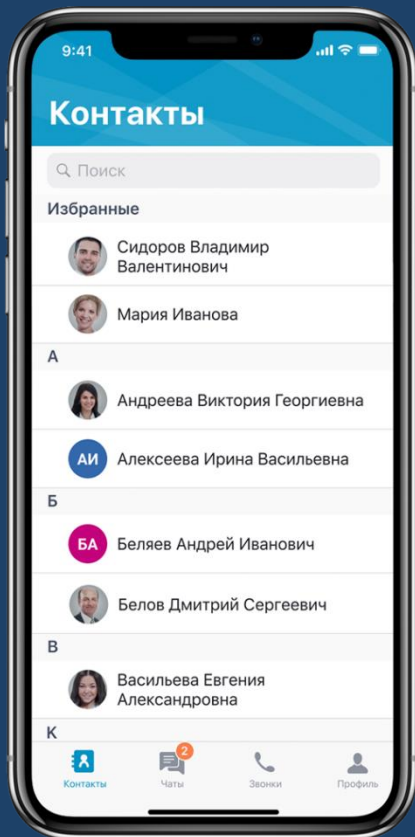 9:41
Контакты
Поиск
Избранные
Сидоров Владимир
Валентинович
Мария Иванова
А
Андреева Виктория Георгиевна
АИ
Алексеева Ирина Васильевна
Б
БА
Беляев Андрей Иванович
Белов Дмитрий Сергеевич
В
Васильева Евгения
Александровна
К
2
Контакты
Чаты
Звонки
Профиль